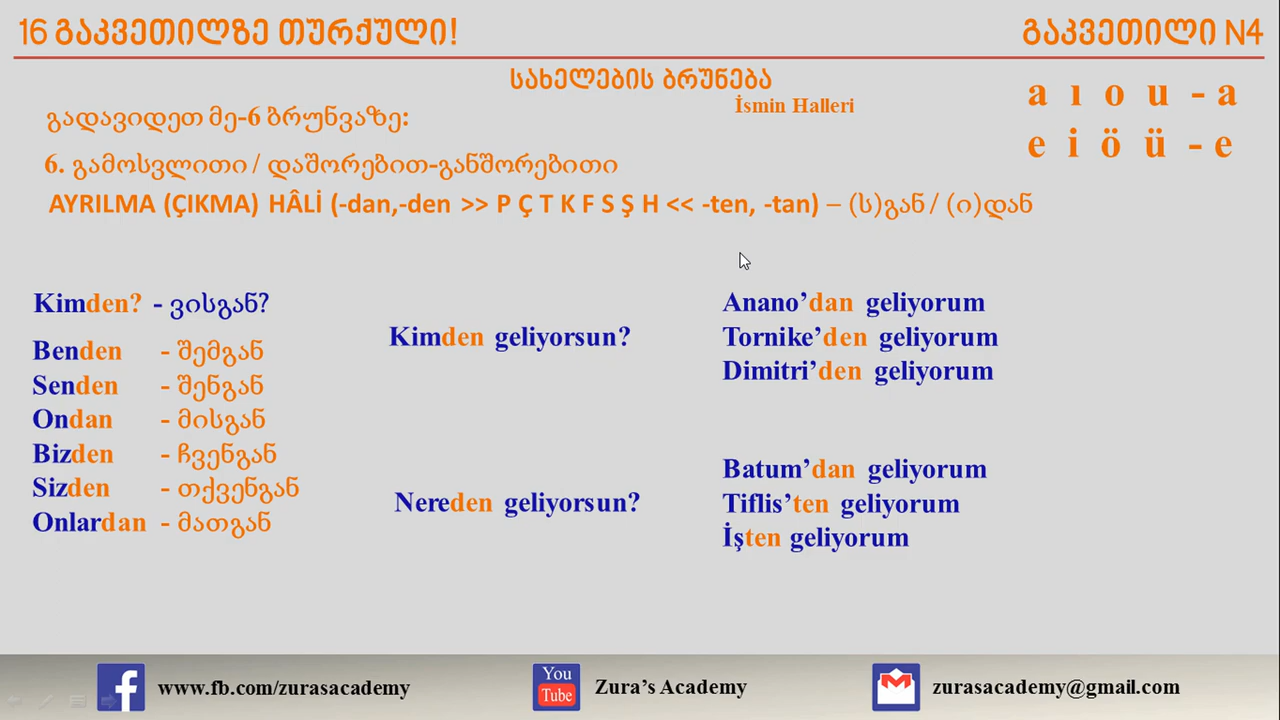 16 გაკვეთილზე თურქული!
გაკვეთილი N4
სახელების ბრუნება
İsmin Halleri
a ı o u - a
e i ö ü - e
გადავიდეთ მე-6 ბრუნვაზე:
6. გამოსვლითი / დაშორებით-განშორებითი
AYRILMA (ÇIKMA) HÂLİ (-dan,-den >> P Ç T K F S Ş H << -ten, -tan) – (ს)გან / (ი)დან
Kimden? - ვისგან?
Benden - შემგან
Senden - შენგან
Ondan - მისგან
Bizden - ჩვენგან
Sizden - თქვენგან
Onlardan - მათგან
Kimden geliyorsun?
Anano’dan geliyorum
Tornike’den geliyorum
Dimitri’den geliyorum
Nereden geliyorsun?
Batum’dan geliyorum
Tiflis’ten geliyorum
İşten geliyorum
www.fb.com/zurasacademy
You
Tube
Zura’s Academy
zurasacademy@gmail.com